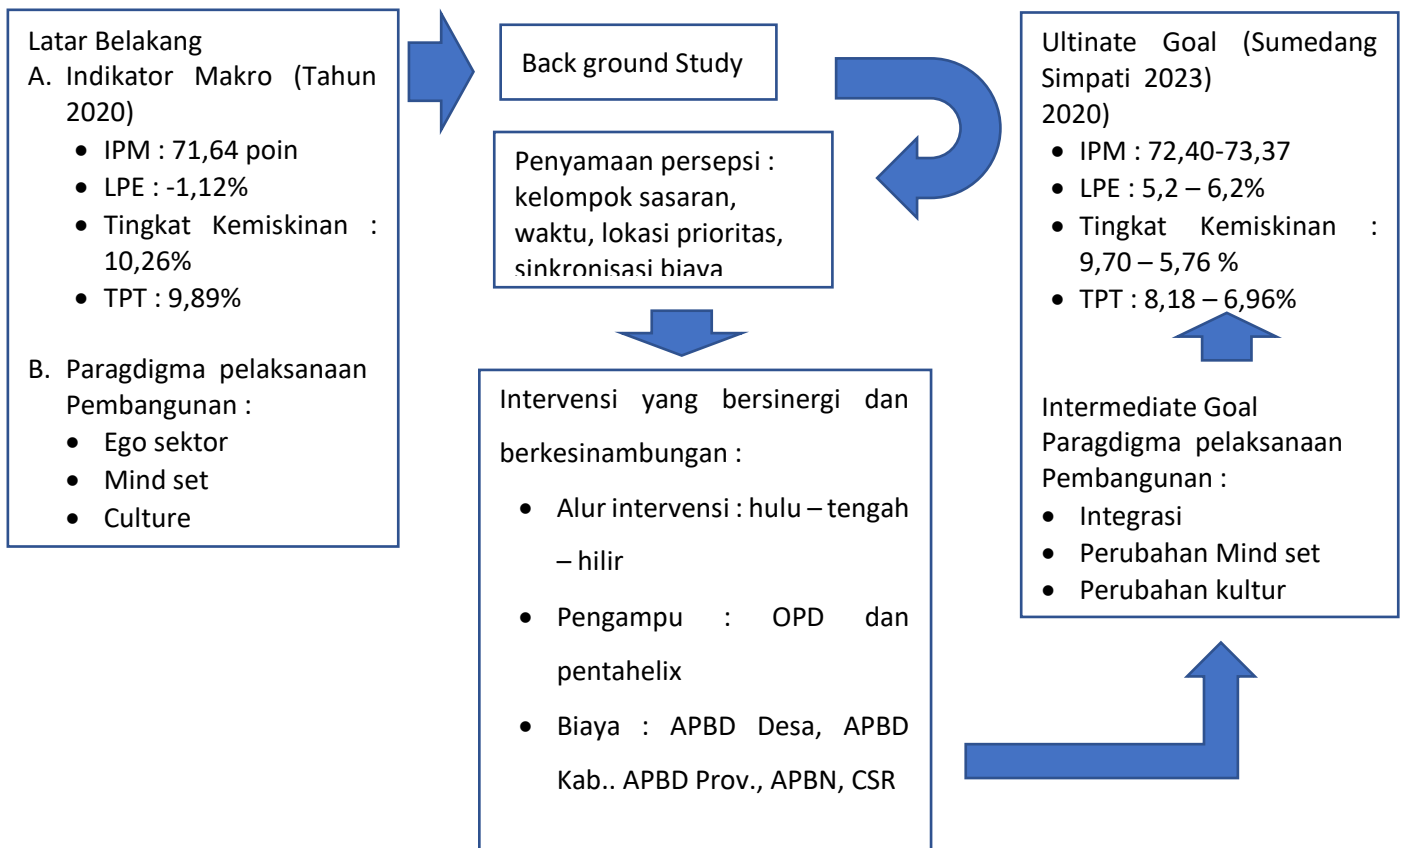 Latar Belakang
A. Indikator Makro (Tahun
2020)
• IPM : 71,64 poin
• LPE : -1,12%
• Tingkat Kemiskinan :
10,26%
• TPT : 9,89%
B. Paragdigma pelaksanaan
Pembangunan :
• Ego sektor
• Mind set
• Culture
Back ground Study
Penyamaan persepsi :
kelompok sasaran,
waktu, lokasi prioritas,
sinkronisasi biaya
Intervensi yang bersinergi dan
berkesinambungan :
• Alur intervensi : hulu – tengah
– hilir
• Pengampu : OPD dan
pentahelix
• Biaya : APBD Desa, APBD
Kab.. APBD Prov., APBN, CSR
Ultinate Goal (Sumedang
Simpati 2023)
2020)
• IPM : 72,40-73,37
• LPE : 5,2 – 6,2%
• Tingkat Kemiskinan :
9,70 – 5,76 %
• TPT : 8,18 – 6,96%
Intermediate Goal
Paragdigma pelaksanaan
Pembangunan :
• Integrasi
• Perubahan Mind set
• Perubahan kultur